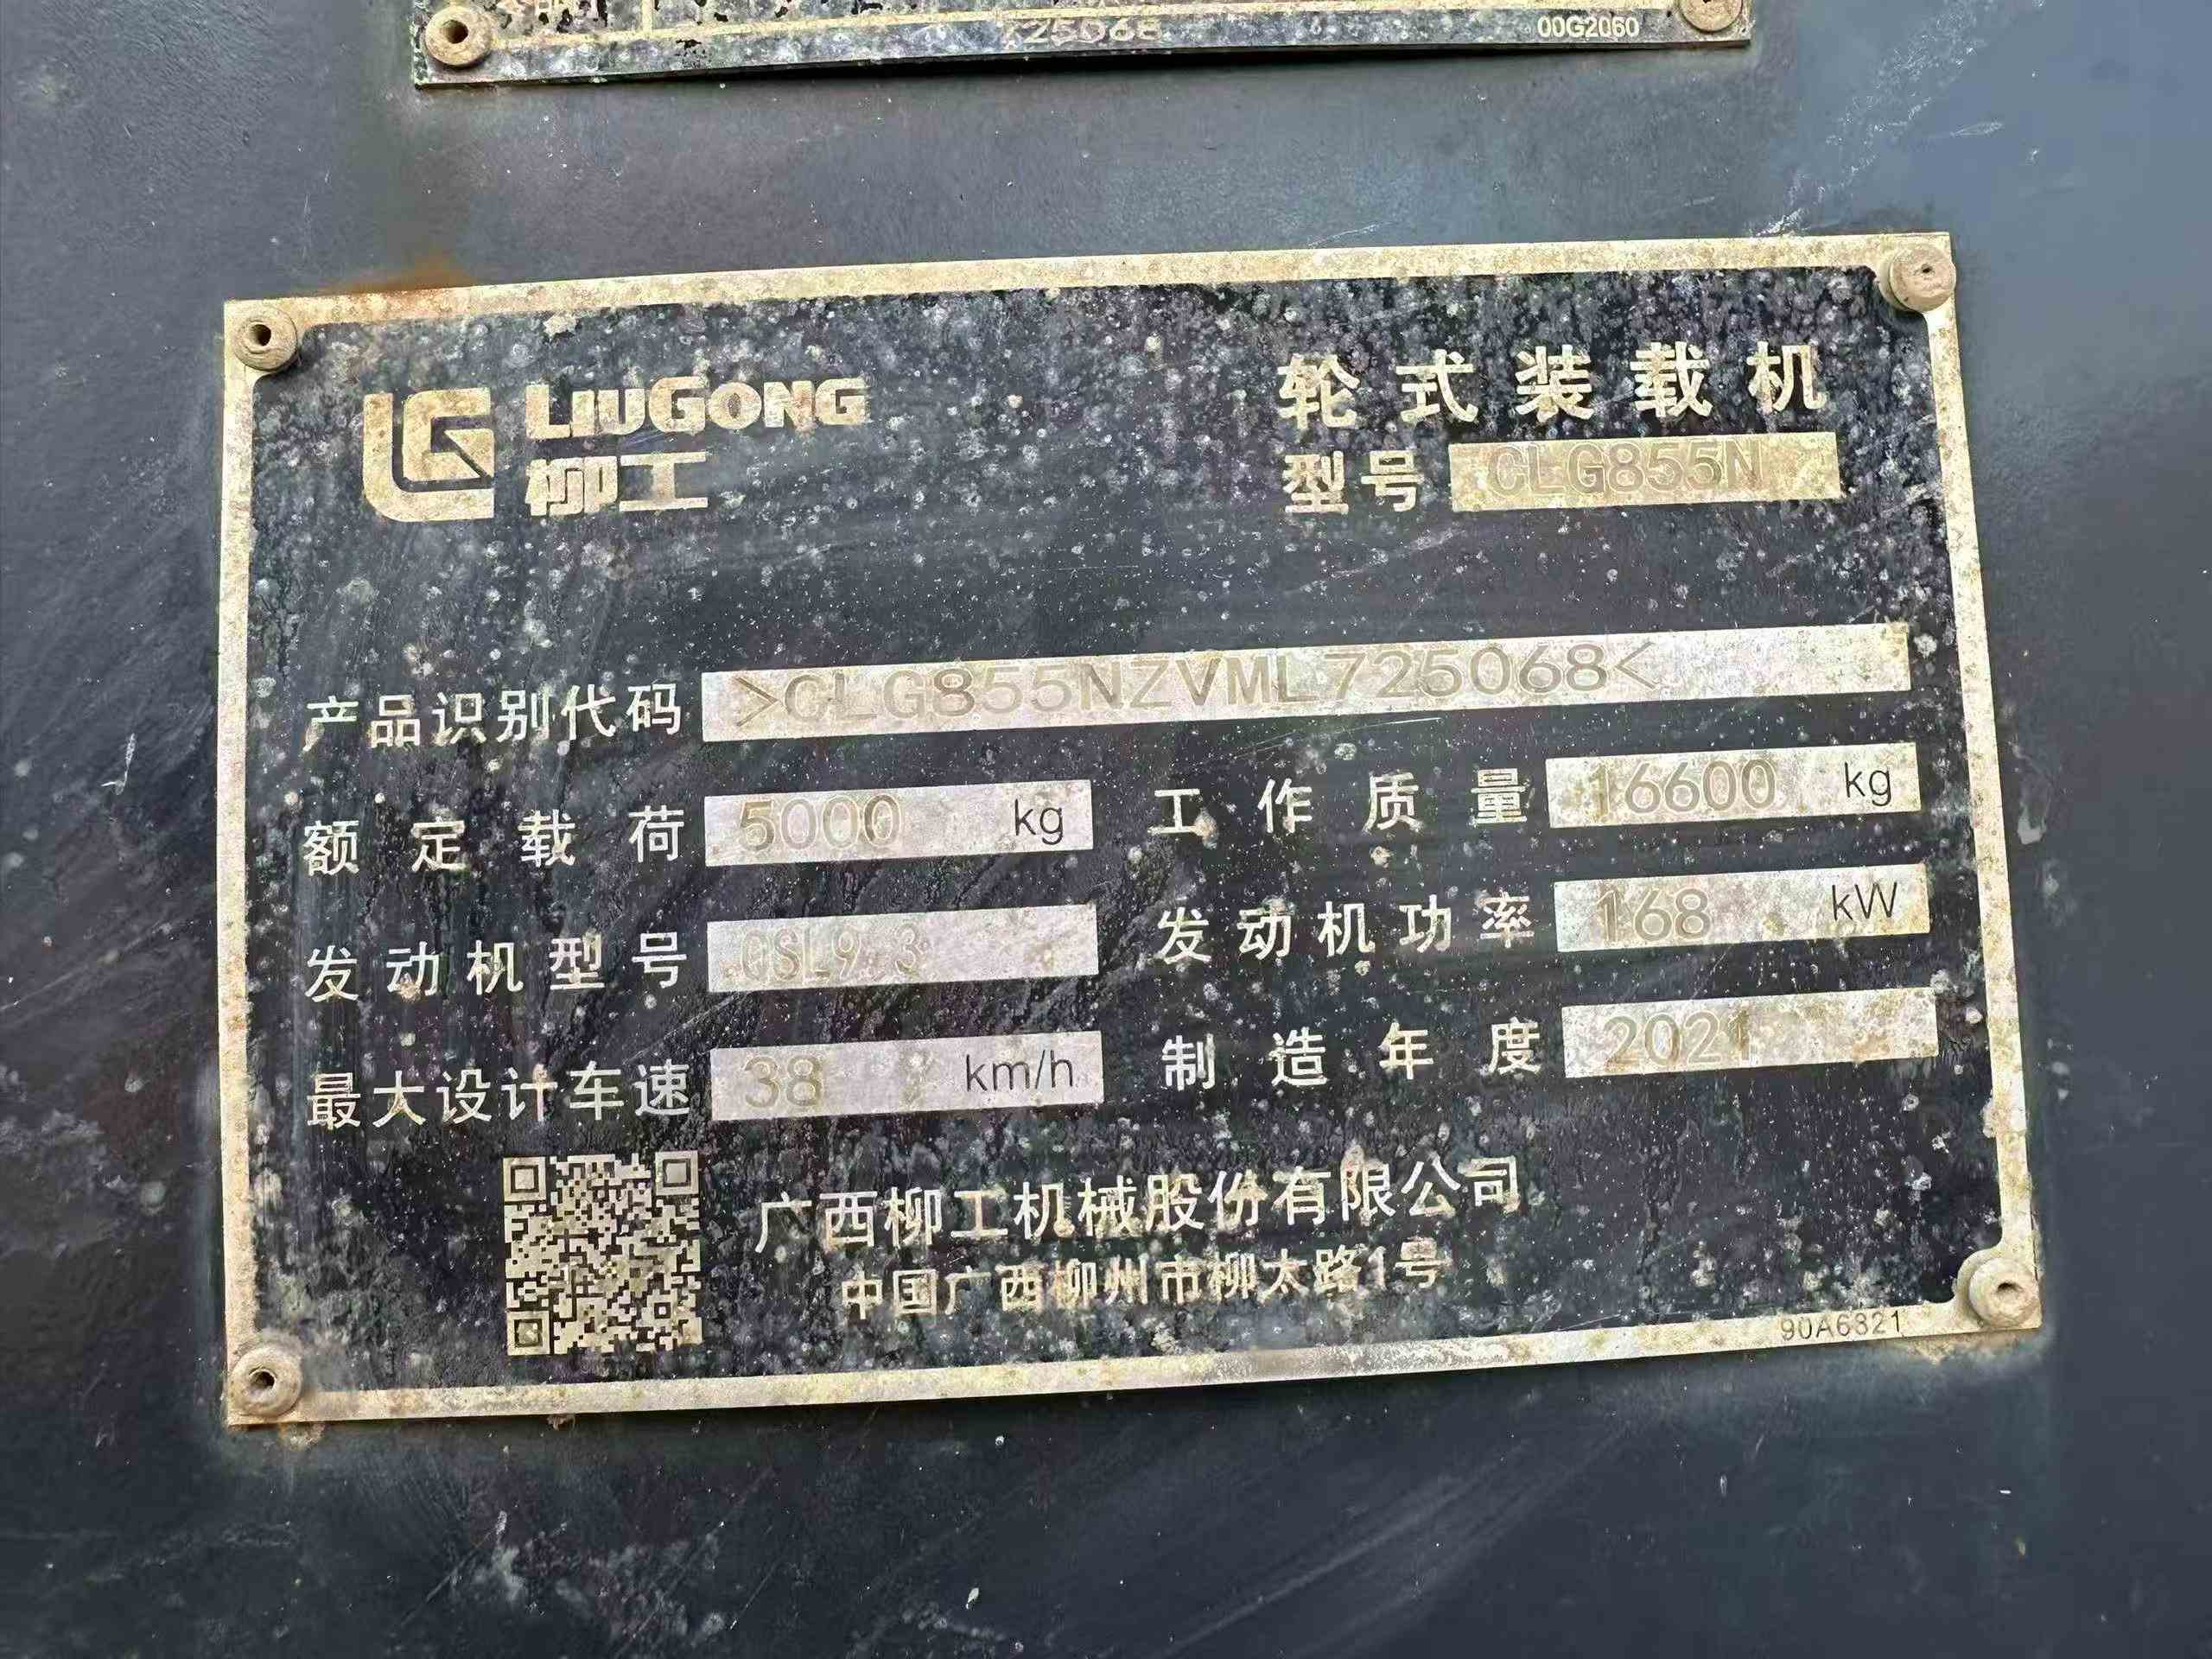 725068
00G2060
LIUGONG
柳工
轮式装载机
型号 CLG855N
产品识别代码 >CLG855NZVML725068<
额定载荷 5000 kg 工作质量 16600 kg
发动机型号 QSL9.3 发动机功率 168 kW
最大设计车速 38 km/h 制造年度 2021
广西柳工机械股份有限公司
中国广西柳州市柳太路1号
90A6821